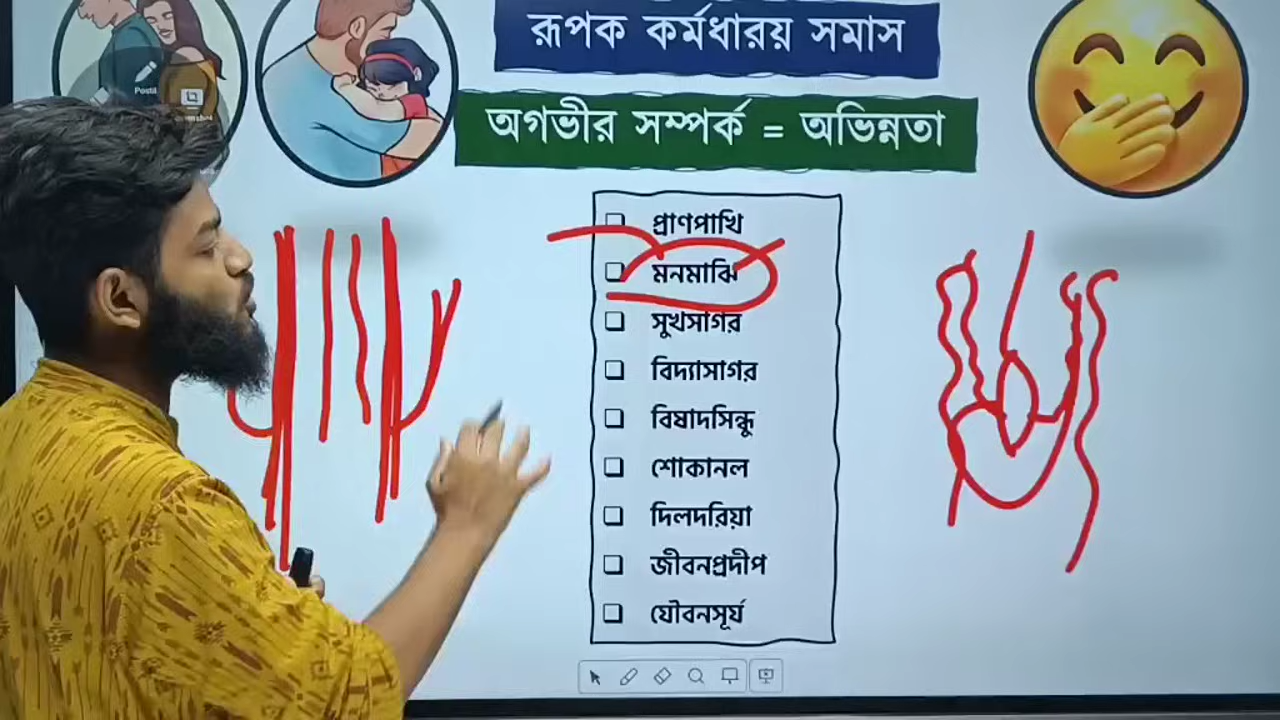 রূপক কর্মধারয় সমাস
অগভীর সম্পর্ক = অভিন্নতা
❑ প্রাণপাখি
❑ মনমাঝি
❑ সুখসাগর
❑ বিদ্যাসাগর
❑ বিষাদসিন্ধু
❑ শোকানল
❑ দিলদরিয়া
❑ জীবনপ্রদীপ
❑ যৌবনসূর্য